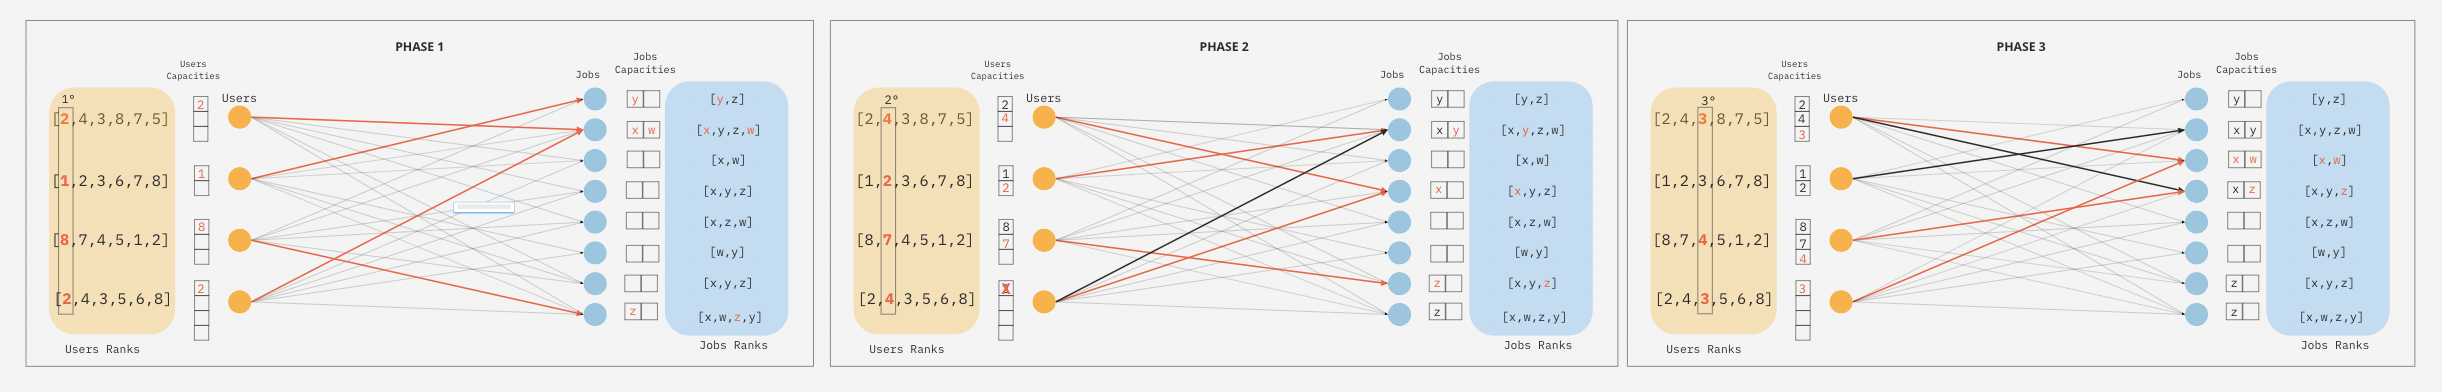 PHASE 1
Users
Capacities
Jobs
Jobs
Capacities
1°
Users
[2,4,3,8,7,5]
2
y
[y,z]
x w
[x,y,z,w]
[x,w]
[1,2,3,6,7,8]
1
[x,y,z]
[x,z,w]
[8,7,4,5,1,2]
8
[w,y]
[x,y,z]
[2,4,3,5,6,8]
2
z
[x,w,z,y]
Users Ranks
Jobs Ranks
PHASE 2
Users
Capacities
Jobs
Jobs
Capacities
2°
Users
[2,4,3,8,7,5]
2
4
y
[y,z]
x y
[x,y,z,w]
[x,w]
[1,2,3,6,7,8]
1
2
x
[x,y,z]
[x,z,w]
[8,7,4,5,1,2]
8
7
[w,y]
z
[x,y,z]
[2,4,3,5,6,8]
z
[x,w,z,y]
Users Ranks
Jobs Ranks
PHASE 3
Users
Capacities
Jobs
Jobs
Capacities
3°
Users
[2,4,3,8,7,5]
2
4
3
y
[y,z]
x y
[x,y,z,w]
x w
[x,w]
[1,2,3,6,7,8]
1
2
x z
[x,y,z]
[x,z,w]
[8,7,4,5,1,2]
8
7
4
[w,y]
z
[x,y,z]
[2,4,3,5,6,8]
3
z
[x,w,z,y]
Users Ranks
Jobs Ranks